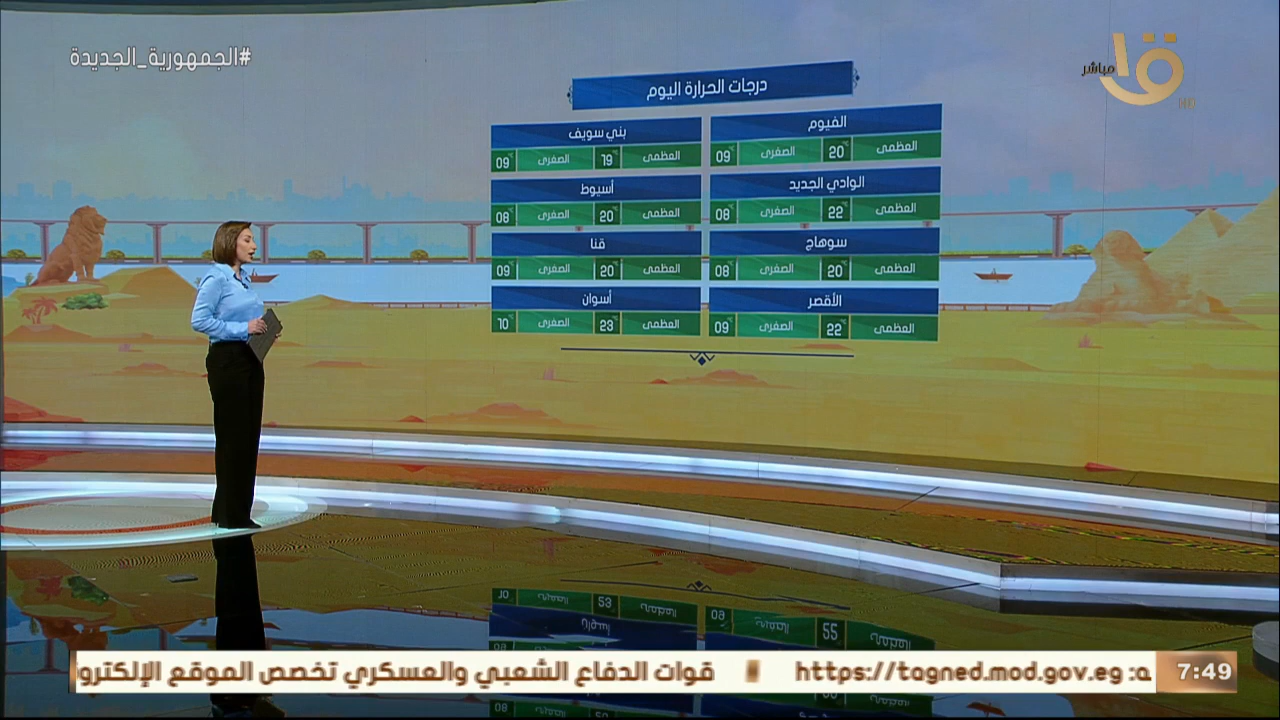 #الجمهورية_الجديدة
مباشر
HD
درجات الحرارة اليوم
الفيوم
العظمى 20 الصغرى 09
بني سويف
العظمى 19 الصغرى 09
الوادي الجديد
العظمى 22 الصغرى 08
أسيوط
العظمى 20 الصغرى 08
سوهاج
العظمى 20 الصغرى 08
قنا
العظمى 20 الصغرى 09
الأقصر
العظمى 22 الصغرى 09
أسوان
العظمى 23 الصغرى 10
7:49
https://tagned.mod.gov.eg
قوات الدفاع الشعبي والعسكري تخصص الموقع